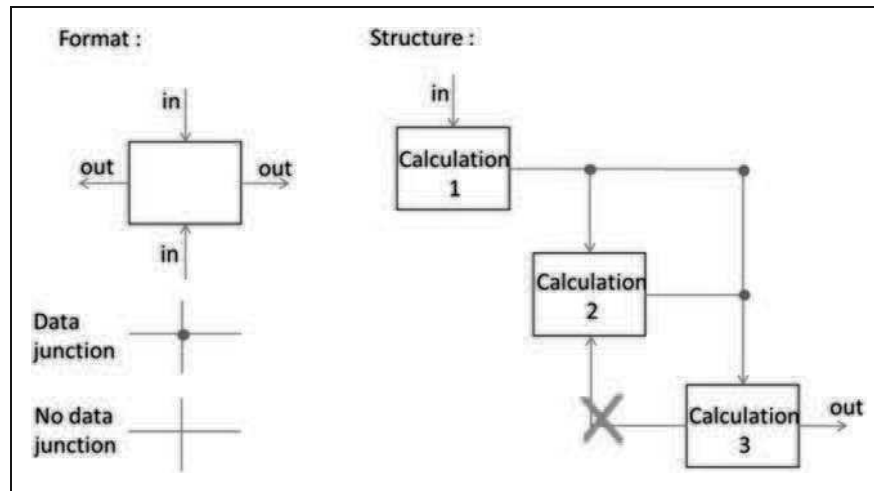 Format :
in
out
out
in
Data
junction
No data
junction
Structure :
in
Calculation
1
Calculation
2
Calculation
3
out